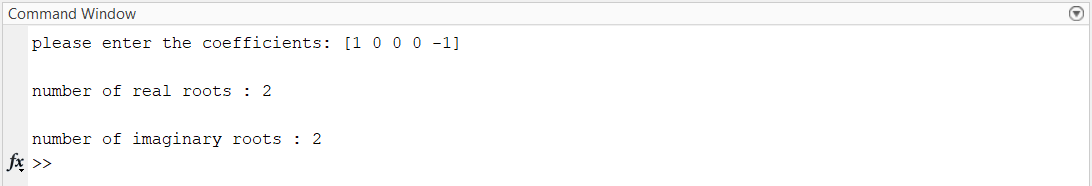 Command Window
please enter the coefficients: [1 0 0 0 -1]
number of real roots : 2
number of imaginary roots : 2
fx >>